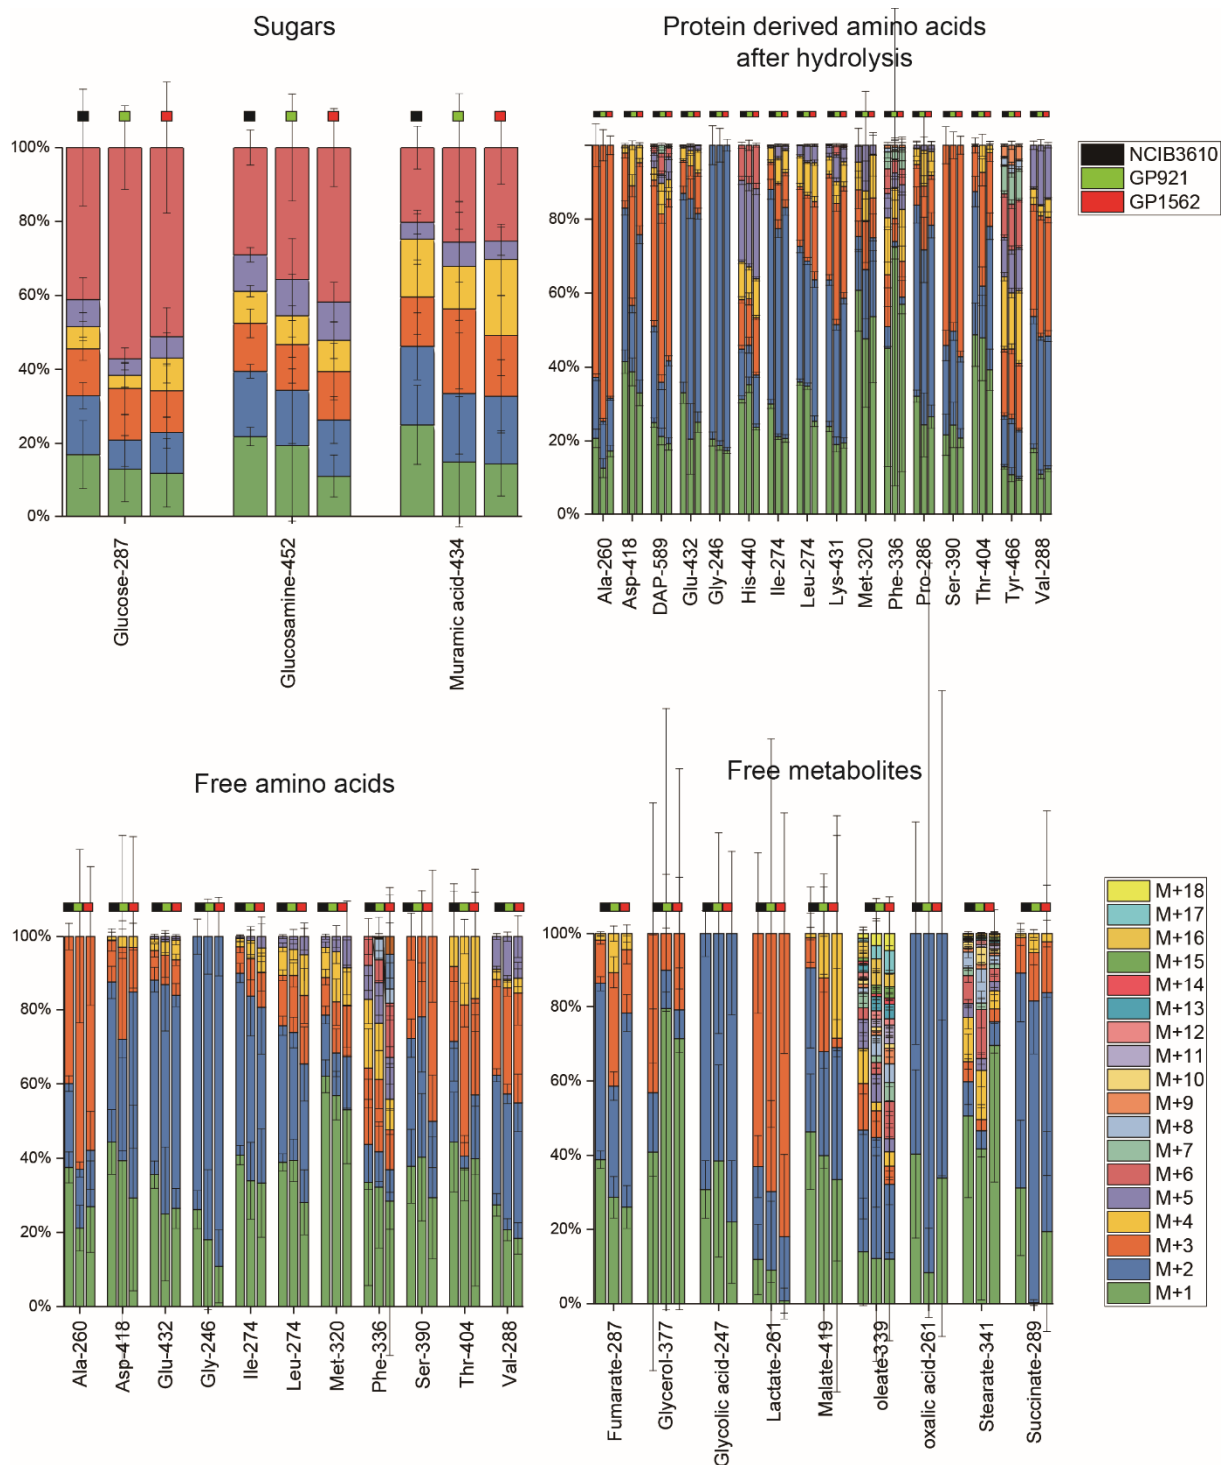 Sugars
100%
80%
60%
40%
20%
0%
Glucose-287
Glucosamine-452
Muramic acid-434
Protein derived amino acids
after hydrolysis
100%
80%
60%
40%
20%
0%
Ala-260
Asp-418
DAP-589
Glu-432
Gly-246
His-440
Ile-274
Leu-274
Lys-431
Met-320
Phe-336
Pro-286
Ser-390
Thr-404
Tyr-466
Val-288
NCIB3610
GP921
GP1562
Free amino acids
100%
80%
60%
40%
20%
0%
Ala-260
Asp-418
Glu-432
Gly-246
Ile-274
Leu-274
Met-320
Phe-336
Ser-390
Thr-404
Val-288
Free metabolites
100%
80%
60%
40%
20%
0%
Fumarate-287
Glycerol-377
Glycolic acid-247
Lactate-261
Malate-419
oleate-339
oxalic acid-261
Stearate-341
Succinate-289
M+18
M+17
M+16
M+15
M+14
M+13
M+12
M+11
M+10
M+9
M+8
M+7
M+6
M+5
M+4
M+3
M+2
M+1